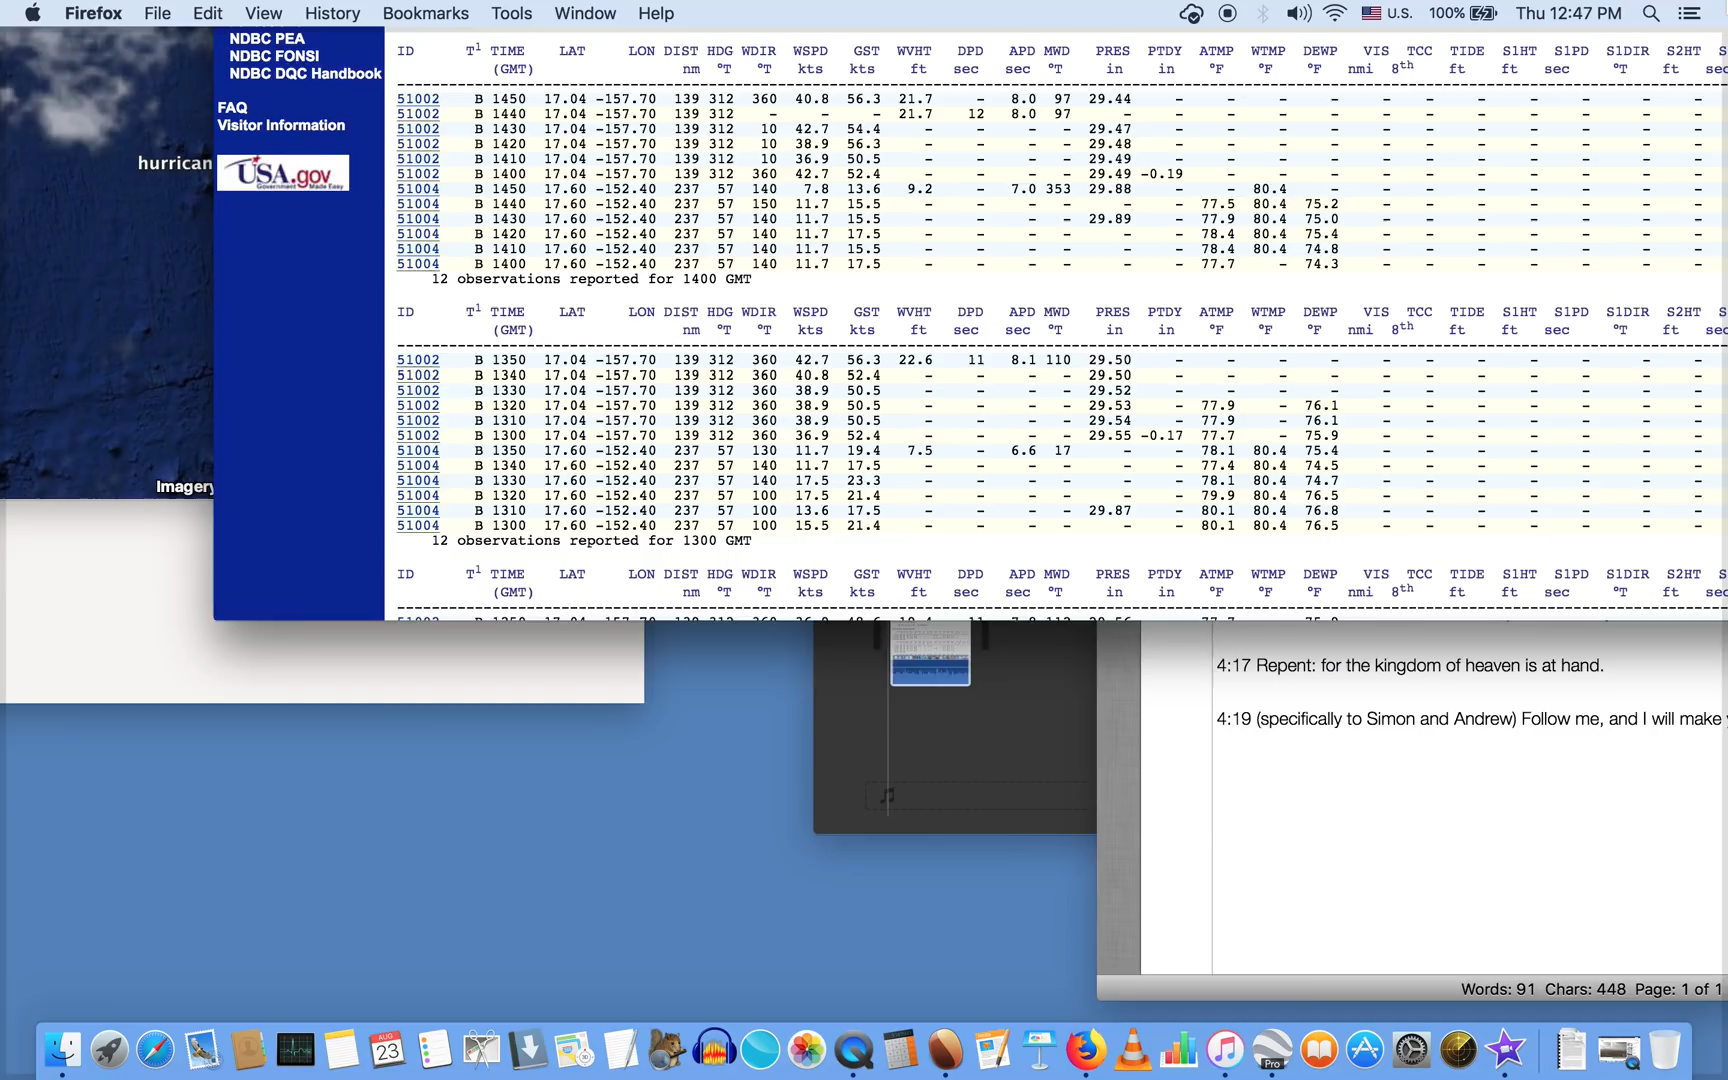 Firefox File Edit View History Bookmarks Tools Window Help U.S. 100% Thu 12:47 PM
NDBC PEA
NDBC FONSI
NDBC DQC Handbook
FAQ
Visitor Information
hurrican
USA.gov
Government Made Easy
Imagery
ID T1 TIME LAT LON DIST HDG WDIR WSPD GST WVHT DPD APD MWD PRES PTDY ATMP WTMP DEWP VIS TCC TIDE S1HT S1PD S1DIR S2HT S
(GMT) nm °T °T kts kts ft sec sec °T in in °F °F °F nmi 8th ft ft sec °T ft sec
51002 B 1450 17.04 -157.70 139 312 360 40.8 56.3 21.7 - 8.0 97 29.44 - - - - - - - - - - -
51002 B 1440 17.04 -157.70 139 312 - - - 21.7 12 8.0 97 - - - - - - - - - - - -
51002 B 1430 17.04 -157.70 139 312 10 42.7 54.4 - - - - 29.47 - - - - - - - - - - -
51002 B 1420 17.04 -157.70 139 312 10 38.9 56.3 - - - - 29.48 - - - - - - - - - - -
51002 B 1410 17.04 -157.70 139 312 10 36.9 50.5 - - - - 29.49 - - - - - - - - - - -
51002 B 1400 17.04 -157.70 139 312 360 42.7 52.4 - - - - 29.49 -0.19 - - - - - - - - - -
51004 B 1450 17.60 -152.40 237 57 140 7.8 13.6 9.2 - 7.0 353 29.88 - - 80.4 - - - - - - - -
51004 B 1440 17.60 -152.40 237 57 150 11.7 15.5 - - - - - - 77.5 80.4 75.2 - - - - - - -
51004 B 1430 17.60 -152.40 237 57 140 11.7 15.5 - - - - 29.89 - 77.9 80.4 75.0 - - - - - - -
51004 B 1420 17.60 -152.40 237 57 140 11.7 17.5 - - - - - - 78.4 80.4 75.4 - - - - - - -
51004 B 1410 17.60 -152.40 237 57 140 11.7 15.5 - - - - - - 78.4 80.4 74.8 - - - - - - -
51004 B 1400 17.60 -152.40 237 57 140 11.7 17.5 - - - - - - 77.7 - 74.3 - - - - - - -
12 observations reported for 1400 GMT
ID T1 TIME LAT LON DIST HDG WDIR WSPD GST WVHT DPD APD MWD PRES PTDY ATMP WTMP DEWP VIS TCC TIDE S1HT S1PD S1DIR S2HT S
(GMT) nm °T °T kts kts ft sec sec °T in in °F °F °F nmi 8th ft ft sec °T ft sec
51002 B 1350 17.04 -157.70 139 312 360 42.7 56.3 22.6 11 8.1 110 29.50 - - - - - - - - - - -
51002 B 1340 17.04 -157.70 139 312 360 40.8 52.4 - - - - 29.50 - - - - - - - - - - -
51002 B 1330 17.04 -157.70 139 312 360 38.9 50.5 - - - - 29.52 - - - - - - - - - - -
51002 B 1320 17.04 -157.70 139 312 360 38.9 50.5 - - - - 29.53 - 77.9 - 76.1 - - - - - - -
51002 B 1310 17.04 -157.70 139 312 360 38.9 50.5 - - - - 29.54 - 77.9 - 76.1 - - - - - - -
51002 B 1300 17.04 -157.70 139 312 360 36.9 52.4 - - - - 29.55 -0.17 77.7 - 75.9 - - - - - - -
51004 B 1350 17.60 -152.40 237 57 130 11.7 19.4 7.5 - 6.6 17 - - 78.1 80.4 75.4 - - - - - - -
51004 B 1340 17.60 -152.40 237 57 140 11.7 17.5 - - - - - - 77.4 80.4 74.5 - - - - - - -
51004 B 1330 17.60 -152.40 237 57 140 17.5 23.3 - - - - - - 78.1 80.4 74.7 - - - - - - -
51004 B 1320 17.60 -152.40 237 57 100 17.5 21.4 - - - - - - 79.9 80.4 76.5 - - - - - - -
51004 B 1310 17.60 -152.40 237 57 100 13.6 17.5 - - - - 29.87 - 80.1 80.4 76.8 - - - - - - -
51004 B 1300 17.60 -152.40 237 57 100 15.5 21.4 - - - - - - 80.1 80.4 76.5 - - - - - - -
12 observations reported for 1300 GMT
ID T1 TIME LAT LON DIST HDG WDIR WSPD GST WVHT DPD APD MWD PRES PTDY ATMP WTMP DEWP VIS TCC TIDE S1HT S1PD S1DIR S2HT S
(GMT) nm °T °T kts kts ft sec sec °T in in °F °F °F nmi 8th ft ft sec °T ft sec
4:17 Repent: for the kingdom of heaven is at hand.
4:19 (specifically to Simon and Andrew) Follow me, and I will make
Words: 91 Chars: 448 Page: 1 of 1
AUG
23
Pro